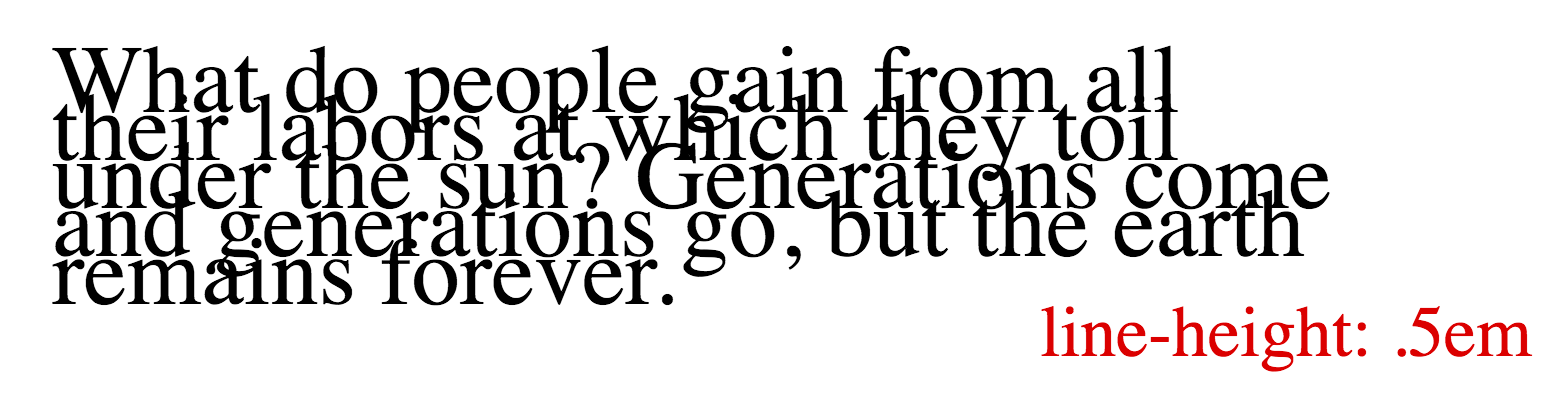 What do people gain from all
their labors at which they toil
under the sun? Generations come
and generations go, but the earth
remains forever.
line-height: .5em